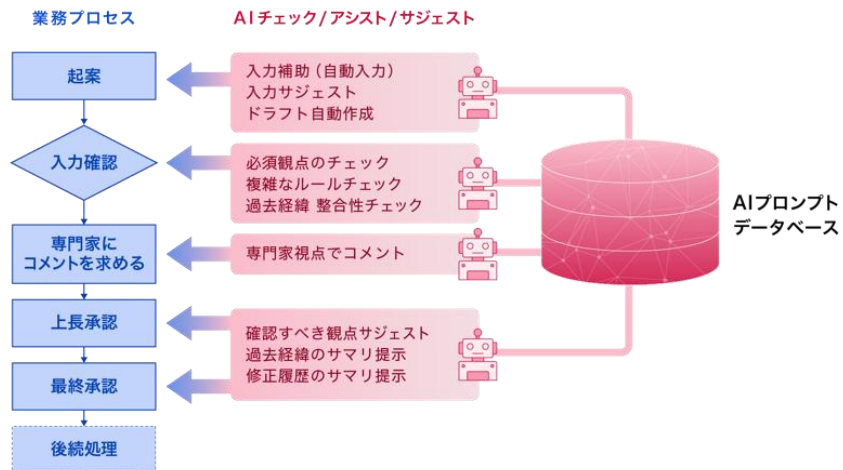 業務プロセス
AIチェック/アシスト/サジェスト
起案
入力補助（自動入力）
入力サジェスト
ドラフト自動作成
入力確認
必須観点のチェック
複雑なルールチェック
過去経緯 整合性チェック
専門家に
コメントを求める
専門家視点でコメント
上長承認
最終承認
確認すべき観点サジェスト
過去経緯のサマリ提示
修正履歴のサマリ提示
後続処理
AIプロンプト
データベース